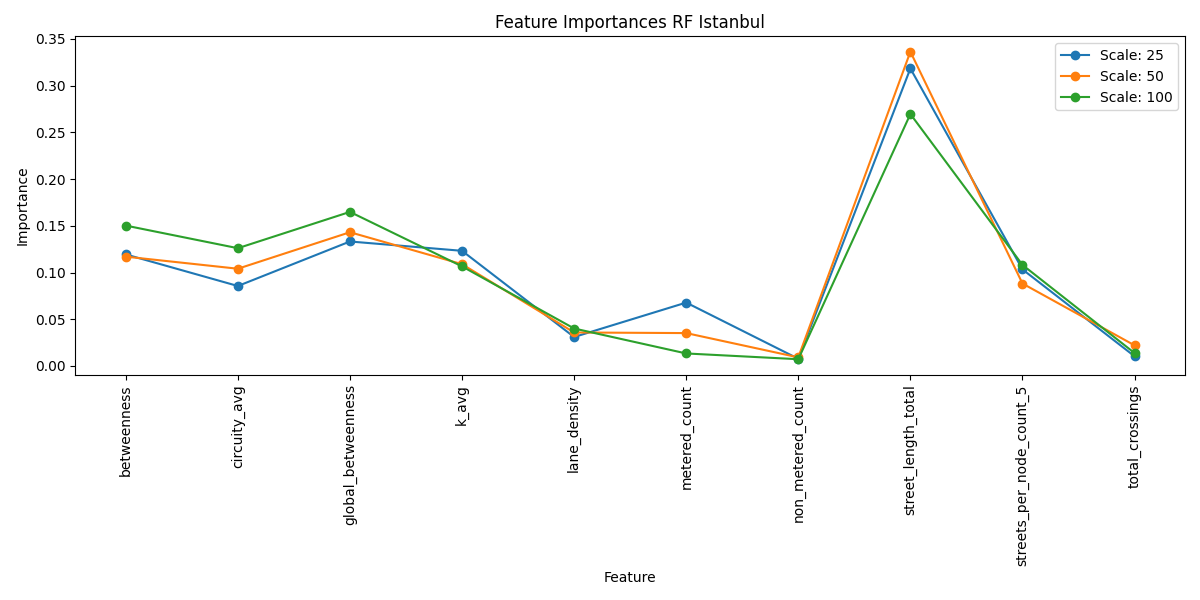 Feature Importances RF Istanbul
Scale: 25
Scale: 50
Scale: 100
Importance
0.35
0.30
0.25
0.20
0.15
0.10
0.05
0.00
betweenness
circuity_avg
global_betweenness
k_avg
lane_density
metered_count
non_metered_count
street_length_total
streets_per_node_count_5
total_crossings
Feature